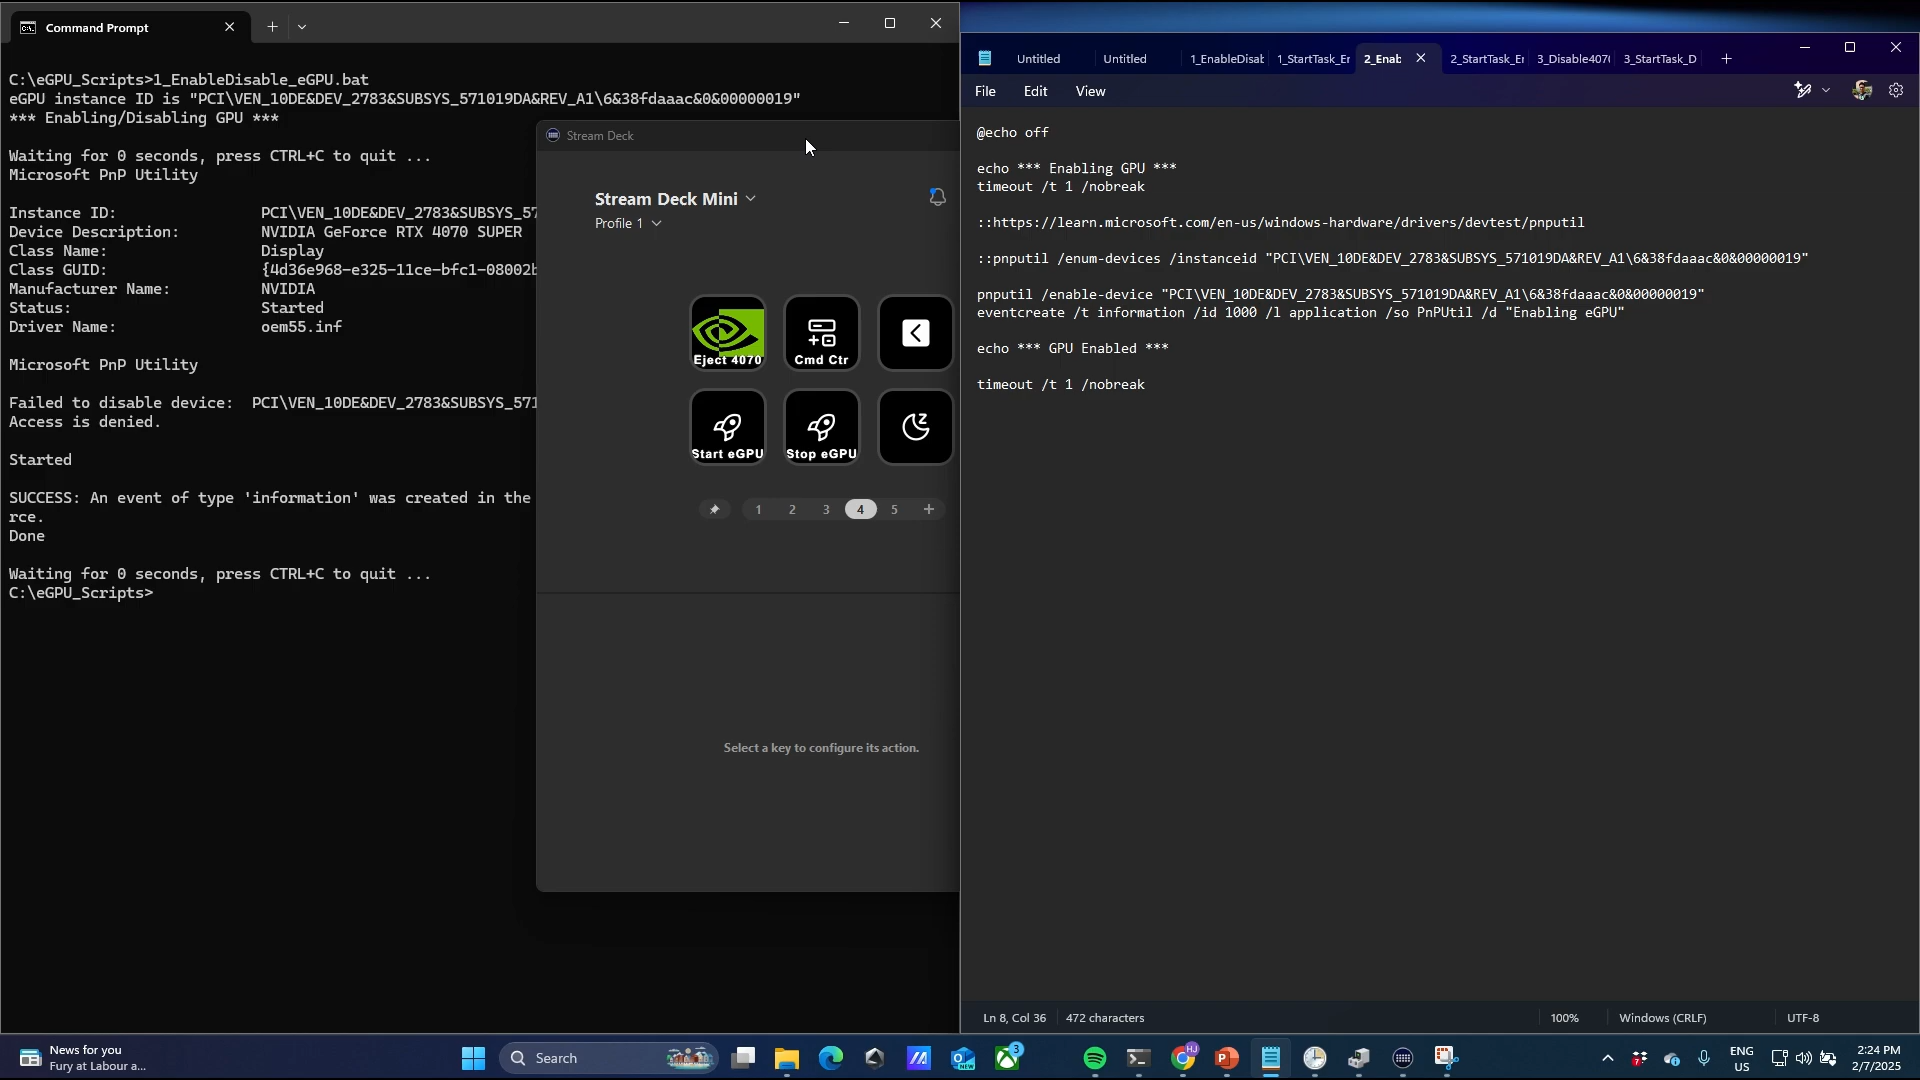 Command Prompt
C:\eGPU_Scripts>1_EnableDisable_eGPU.bat
eGPU instance ID is "PCI\VEN_10DE&DEV_2783&SUBSYS_571019DA&REV_A1\6&38fdaaac&0&00000019"
*** Enabling/Disabling GPU ***
Waiting for 0 seconds, press CTRL+C to quit ...
Microsoft PnP Utility
Instance ID: PCI\VEN_10DE&DEV_2783&SUBSYS_57
Device Description: NVIDIA GeForce RTX 4070 SUPER
Class Name: Display
Class GUID: {4d36e968-e325-11ce-bfc1-08002b
Manufacturer Name: NVIDIA
Status: Started
Driver Name: oem55.inf
Microsoft PnP Utility
Failed to disable device: PCI\VEN_10DE&DEV_2783&SUBSYS_571
Access is denied.
Started
SUCCESS: An event of type 'information' was created in the
rce.
Done
Waiting for 0 seconds, press CTRL+C to quit ...
C:\eGPU_Scripts>
Stream Deck
Stream Deck Mini
Profile 1
Eject 4070 Cmd Ctr
Start eGPU Stop eGPU
1 2 3 4 5 +
Select a key to configure its action.
Untitled Untitled 1_EnableDisat 1_StartTask_Er 2_Enab 2_StartTask_Er 3_Disable407( 3_StartTask_D
File Edit View
@echo off
echo *** Enabling GPU ***
timeout /t 1 /nobreak
::https://learn.microsoft.com/en-us/windows-hardware/drivers/devtest/pnputil
::pnputil /enum-devices /instanceid "PCI\VEN_10DE&DEV_2783&SUBSYS_571019DA&REV_A1\6&38fdaaac&0&00000019"
pnputil /enable-device "PCI\VEN_10DE&DEV_2783&SUBSYS_571019DA&REV_A1\6&38fdaaac&0&00000019"
eventcreate /t information /id 1000 /l application /so PnPUtil /d "Enabling eGPU"
echo *** GPU Enabled ***
timeout /t 1 /nobreak
Ln 8, Col 36 472 characters 100% Windows (CRLF) UTF-8
News for you
Fury at Labour a...
Search
NEW
3
HJ
7
ENG
US
2:24 PM
2/7/2025